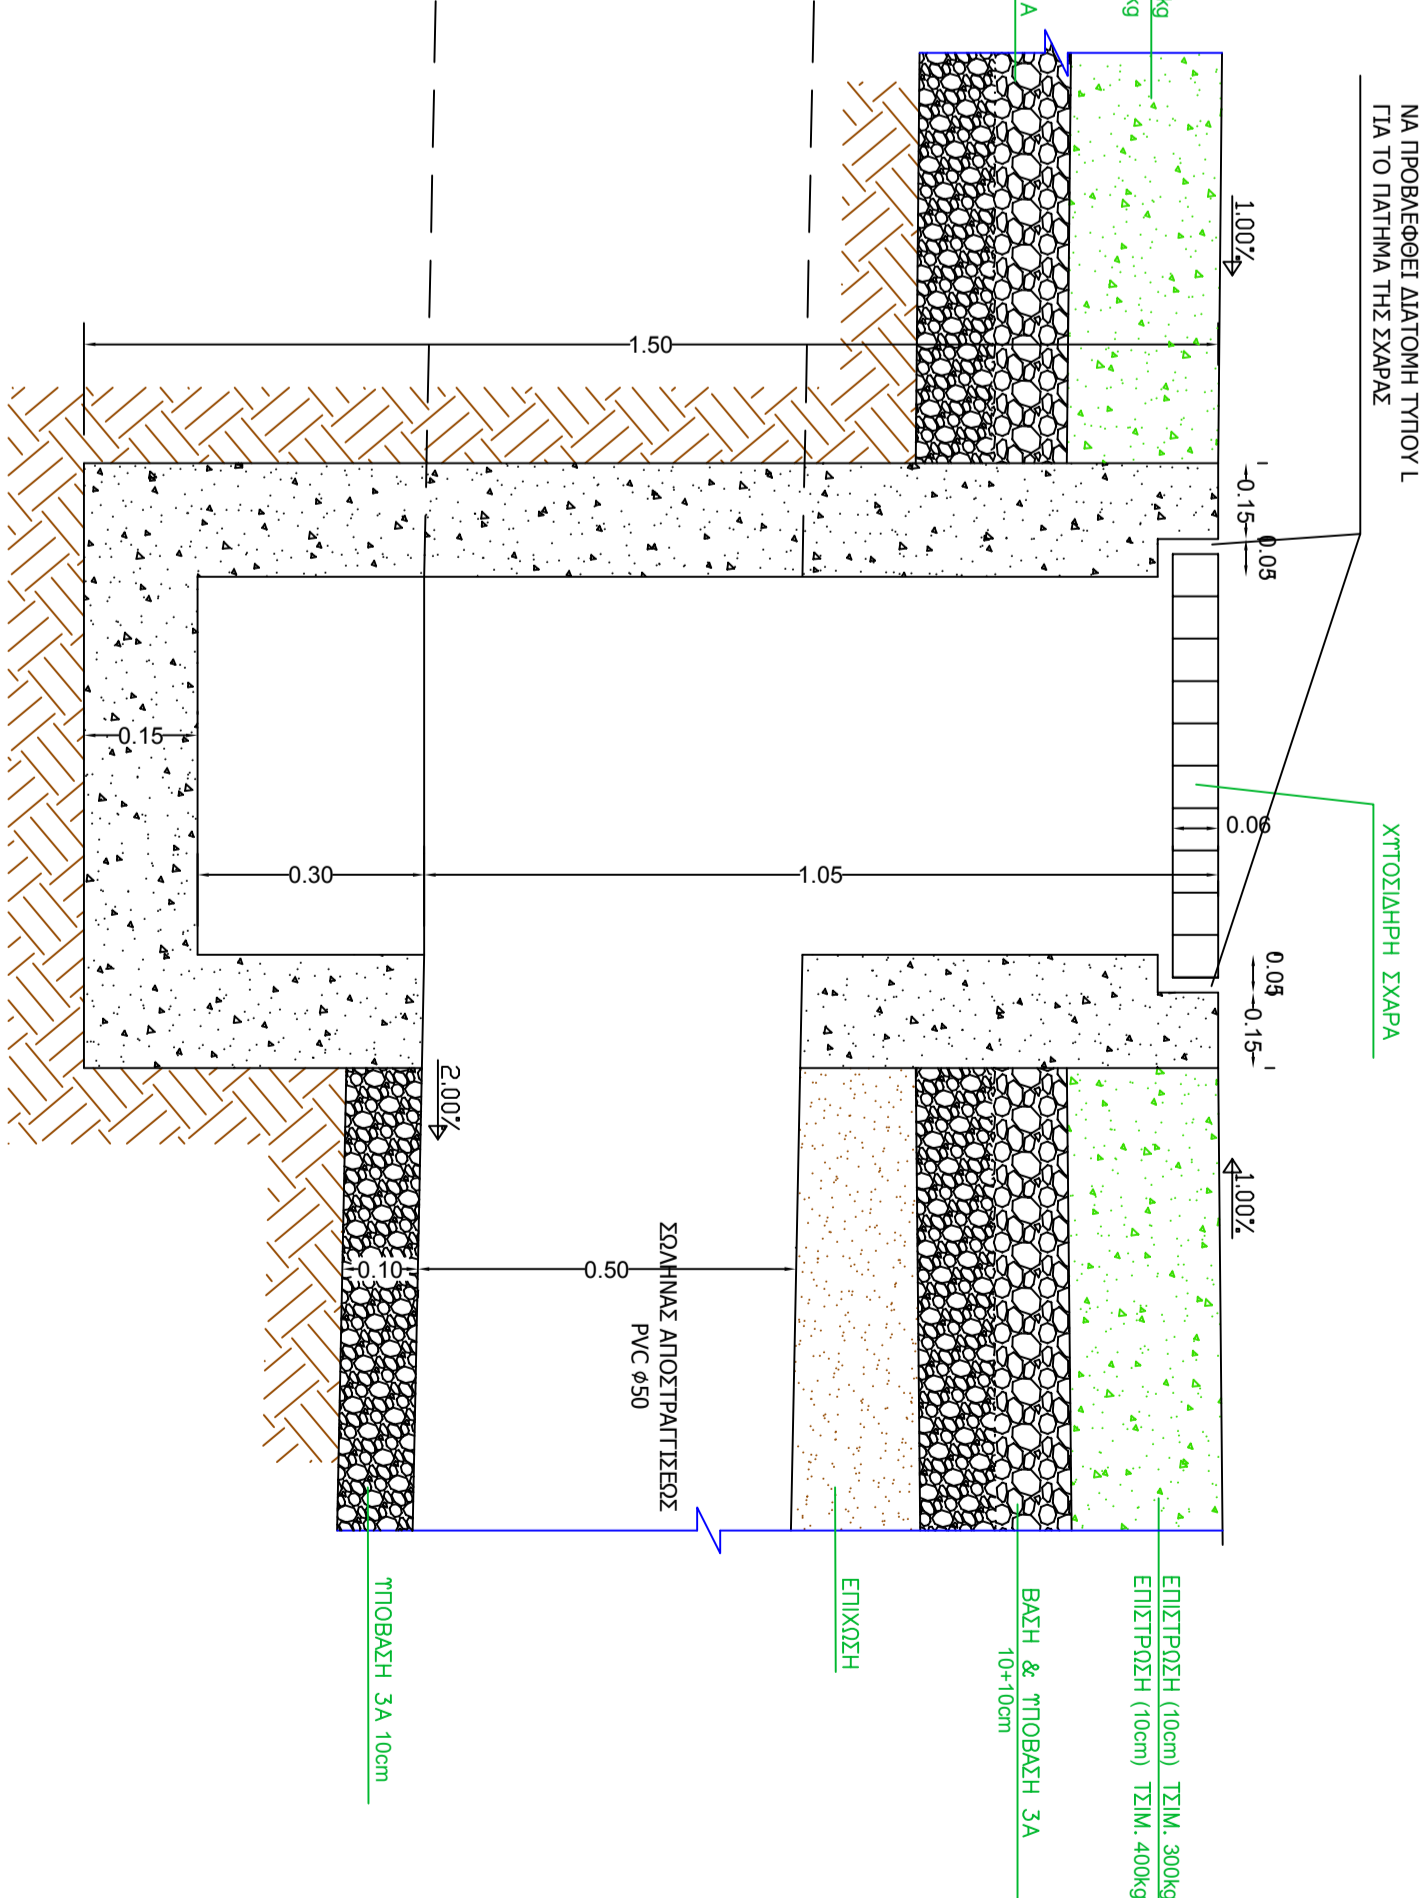 ΝΑ ΠΡΟΒΛΕΦΘΕΙ ΔΙΑΤΟΜΗ ΤΥΠΟΥ L
ΓΙΑ ΤΟ ΠΑΤΗΜΑ ΤΗΣ ΣΧΑΡΑΣ
ΧΥΤΟΣΙΔΗΡΗ ΣΧΑΡΑ
kg
kg
Α
1.00%
0.15
0.05
0.06
0.05
0.15
1.00%
1.50
1.05
0.30
0.15
2.00%
0.50
0.10
ΣΩΛΗΝΑΣ ΑΠΟΣΤΡΑΓΓΙΣΕΩΣ
PVC φ50
ΕΠΙΣΤΡΩΣΗ (10cm) ΤΣΙΜ. 300kg
ΕΠΙΣΤΡΩΣΗ (10cm) ΤΣΙΜ. 400kg
ΒΑΣΗ & ΥΠΟΒΑΣΗ 3Α
10+10cm
ΕΠΙΧΩΣΗ
ΥΠΟΒΑΣΗ 3Α 10cm